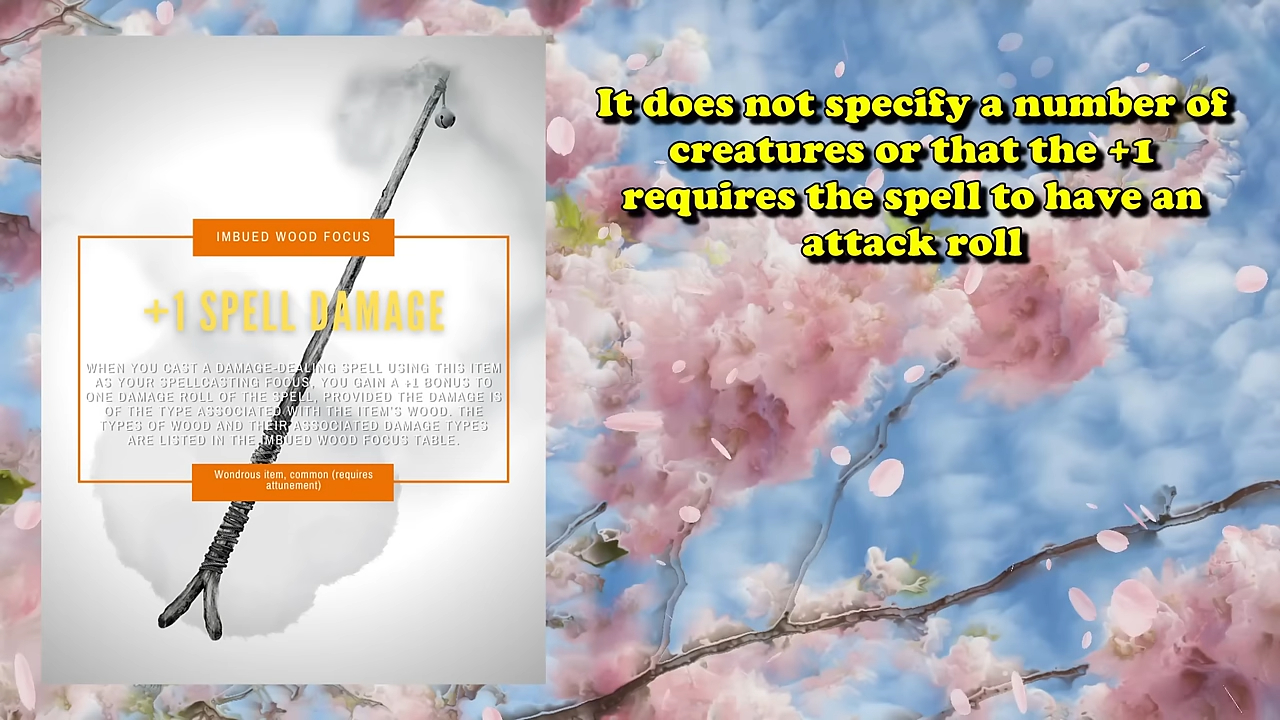 IMBUED WOOD FOCUS
+1 SPELL DAMAGE
WHEN YOU CAST A DAMAGE-DEALING SPELL USING THIS ITEM
AS YOUR SPELLCASTING FOCUS, YOU GAIN A +1 BONUS TO
ONE DAMAGE ROLL OF THE SPELL, PROVIDED THE DAMAGE IS
OF THE TYPE ASSOCIATED WITH THE ITEM'S WOOD. THE
TYPES OF WOOD AND THEIR ASSOCIATED DAMAGE TYPES
ARE LISTED IN THE IMBUED WOOD FOCUS TABLE.
Wondrous item, common (requires
attunement)
It does not specify a number of
creatures or that the +1
requires the spell to have an
attack roll